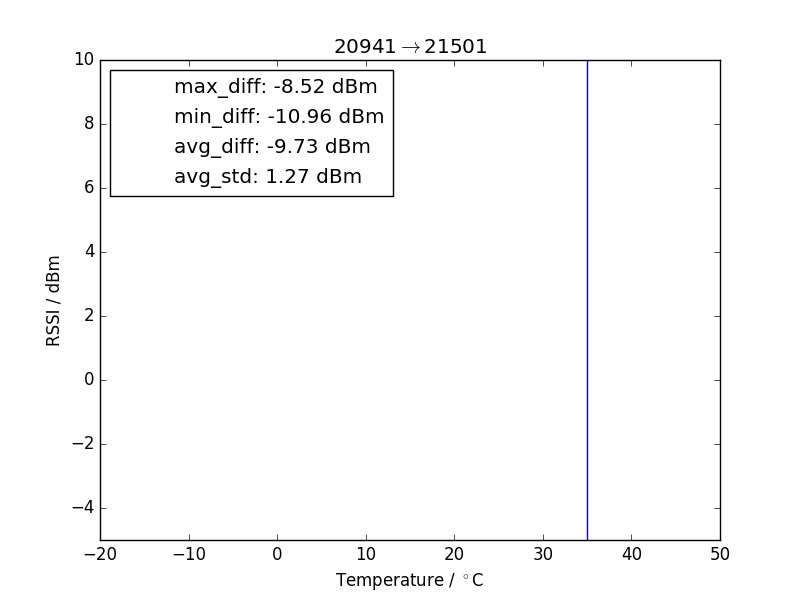 20941→21501
max_diff: -8.52 dBm
min_diff: -10.96 dBm
avg_diff: -9.73 dBm
avg_std: 1.27 dBm
RSSI / dBm
10
8
6
4
2
0
−2
−4
−20 −10 0 10 20 30 40 50
Temperature / °C